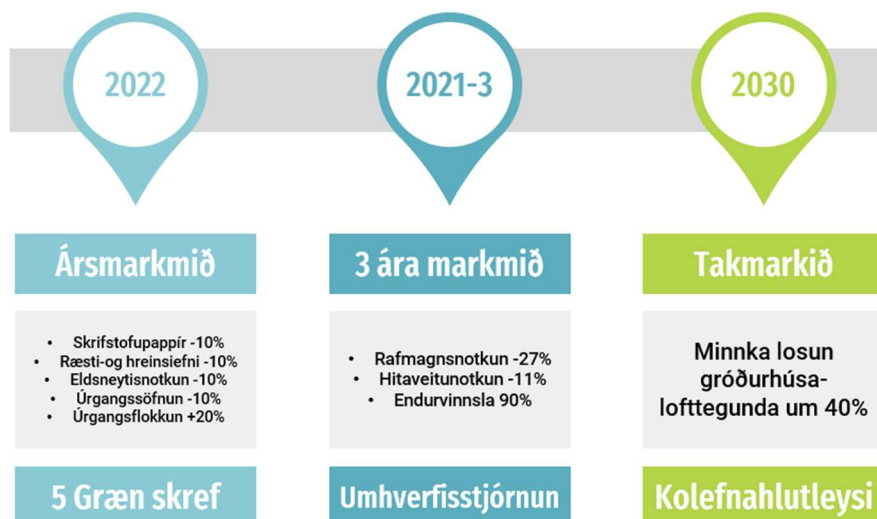 2022
2021-3
2030
Ársmarkmið
3 ára markmið
Takmarkið
• Skrifstofupappír -10%
• Ræsti-og hreinsiefni -10%
• Eldsneytisnotkun -10%
• Úrgangssöfnun -10%
• Úrgangsflokkun +20%
• Rafmagnsnotkun -27%
• Hitaveitunotkun -11%
• Endurvinnsla 90%
Minnka losun
gróðurhúsa-
lofttegunda um 40%
5 Græn skref
Umhverfisstjórnun
Kolefnahlutleysi